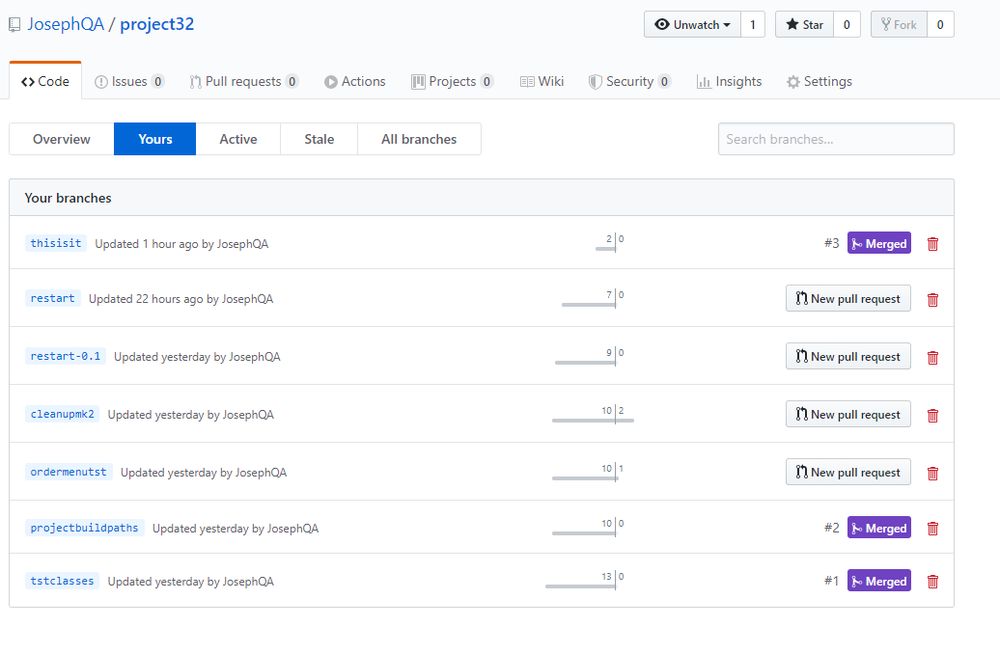 JosephQA / project32
Unwatch 1 Star 0 Fork 0
Code Issues 0 Pull requests 0 Actions Projects 0 Wiki Security 0 Insights Settings
Overview Yours Active Stale All branches Search branches...
Your branches
thisisit Updated 1 hour ago by JosephQA 2 0 #3 Merged
restart Updated 22 hours ago by JosephQA 7 0 New pull request
restart-0.1 Updated yesterday by JosephQA 9 0 New pull request
cleanupmk2 Updated yesterday by JosephQA 10 2 New pull request
ordermenutst Updated yesterday by JosephQA 10 1 New pull request
projectbuildpaths Updated yesterday by JosephQA 10 0 #2 Merged
tstclasses Updated yesterday by JosephQA 13 0 #1 Merged